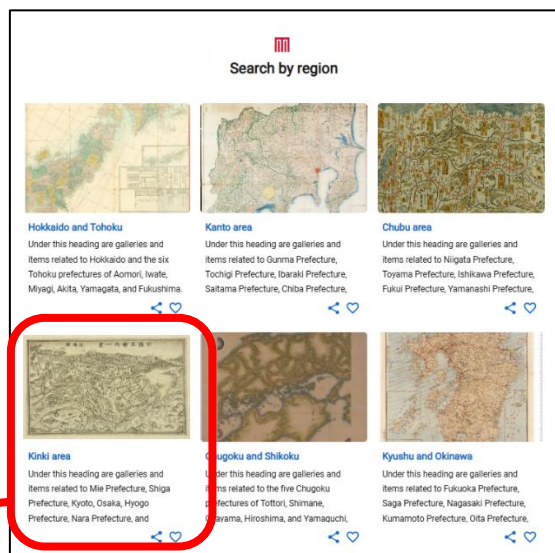 Search by region
Hokkaido and Tohoku
Under this heading are galleries and
items related to Hokkaido and the six
Tohoku prefectures of Aomori, Iwate,
Miyagi, Akita, Yamagata, and Fukushima.
Kanto area
Under this heading are galleries and
items related to Gunma Prefecture,
Tochigi Prefecture, Ibaraki Prefecture,
Saitama Prefecture, Chiba Prefecture,
Chubu area
Under this heading are galleries and
items related to Niigata Prefecture,
Toyama Prefecture, Ishikawa Prefecture,
Fukui Prefecture, Yamanashi Prefecture,
Kinki area
Under this heading are galleries and
items related to Mie Prefecture, Shiga
Prefecture, Kyoto, Osaka, Hyogo
Prefecture, Nara Prefecture, and
Chugoku and Shikoku
Under this heading are galleries and
items related to the five Chugoku
prefectures of Tottori, Shimane,
Okayama, Hiroshima, and Yamaguchi,
Kyushu and Okinawa
Under this heading are galleries and
items related to Fukuoka Prefecture,
Saga Prefecture, Nagasaki Prefecture,
Kumamoto Prefecture, Oita Prefecture,